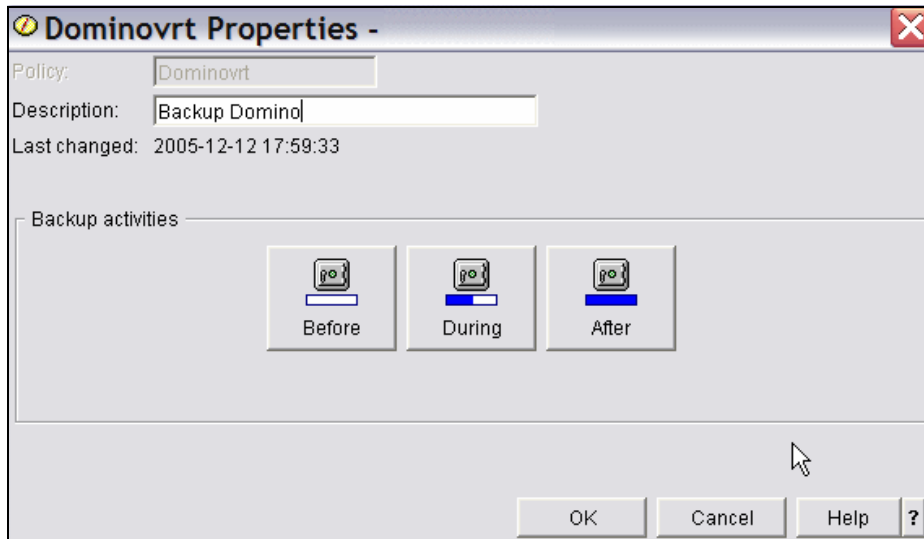 Dominovrt Properties -
Policy: Dominovrt
Description: Backup Domino
Last changed: 2005-12-12 17:59:33
Backup activities
Before During After
OK Cancel Help ?